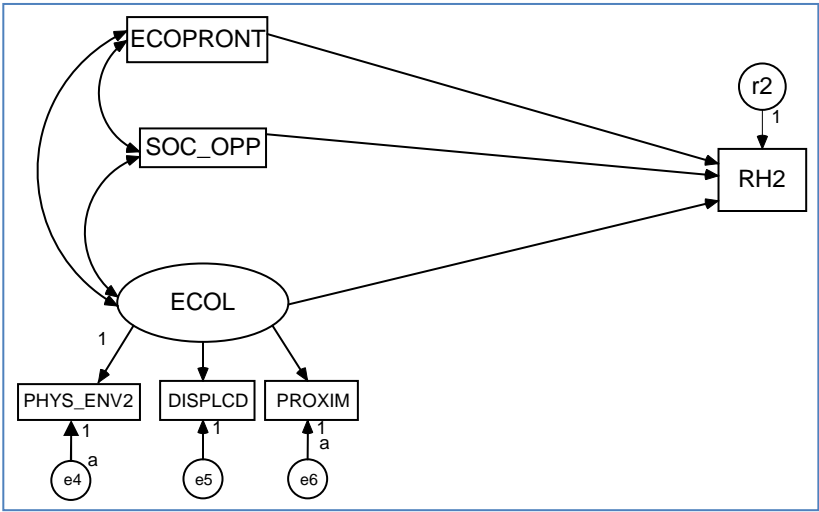 ECOPRONT
r2
1
SOC_OPP
RH2
ECOL
1
PHYS_ENV2
DISPLCD
PROXIM
1
1
1
a
a
e4
e5
e6